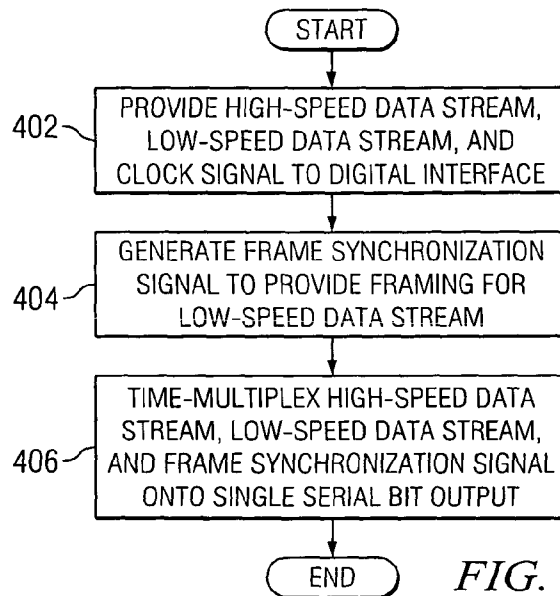 START
402
PROVIDE HIGH-SPEED DATA STREAM,
LOW-SPEED DATA STREAM, AND
CLOCK SIGNAL TO DIGITAL INTERFACE
404
GENERATE FRAME SYNCHRONIZATION
SIGNAL TO PROVIDE FRAMING FOR
LOW-SPEED DATA STREAM
406
TIME-MULTIPLEX HIGH-SPEED DATA
STREAM, LOW-SPEED DATA STREAM,
AND FRAME SYNCHRONIZATION SIGNAL
ONTO SINGLE SERIAL BIT OUTPUT
END
FIG.